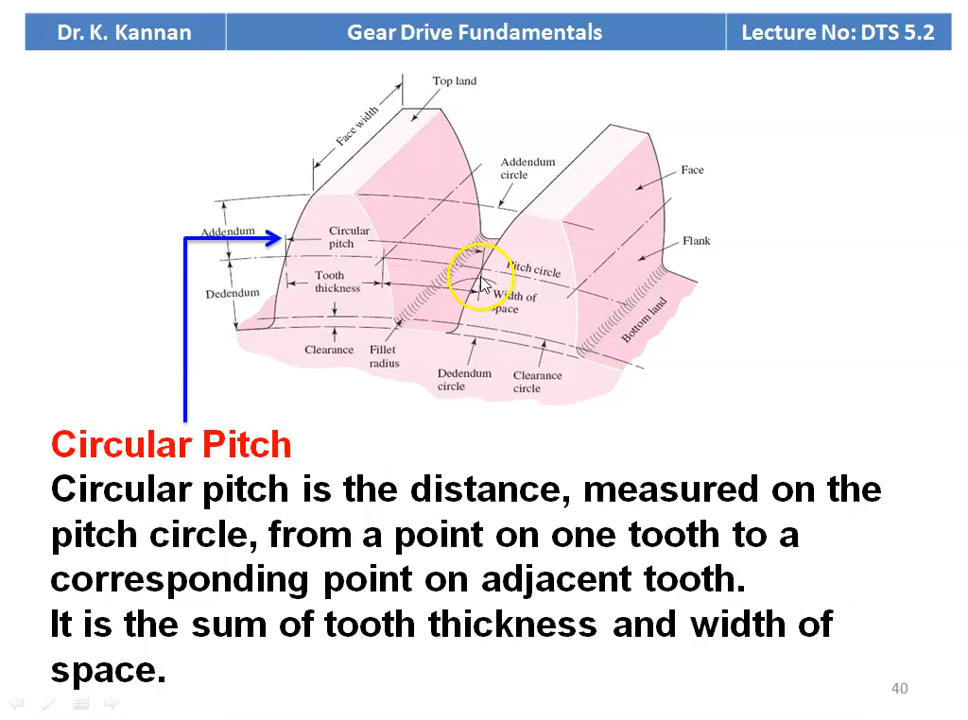 Dr. K. Kannan
Gear Drive Fundamentals
Lecture No: DTS 5.2
Top land
Face width
Addendum
circle
Face
Addendum
Circular
pitch
Flank
Pitch circle
Tooth
thickness
Dedendum
Width of
space
Bottom land
Clearance
Fillet
radius
Dedendum
circle
Clearance
circle
Circular Pitch
Circular pitch is the distance, measured on the
pitch circle, from a point on one tooth to a
corresponding point on adjacent tooth.
It is the sum of tooth thickness and width of
space.
40